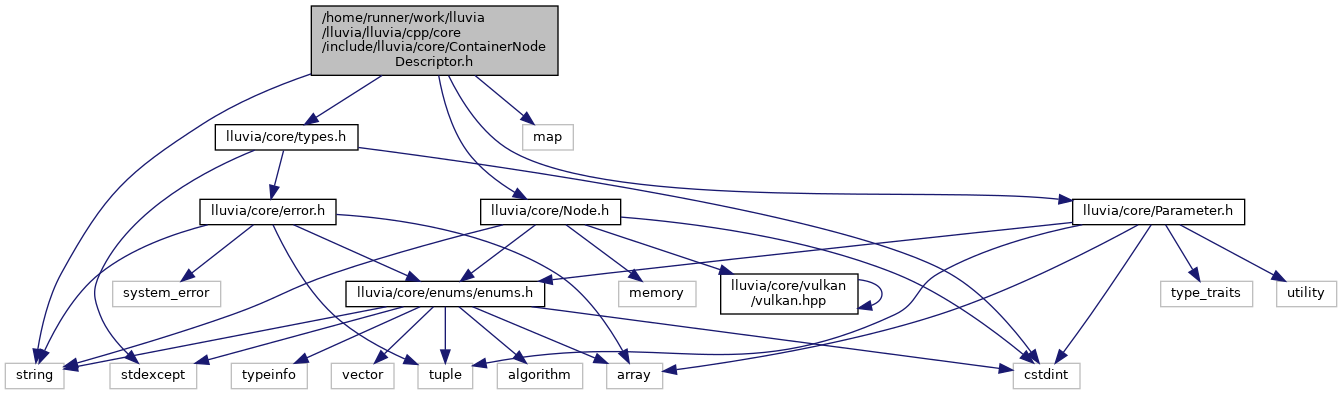 /home/runner/work/lluvia
/lluvia/lluvia/cpp/core
/include/lluvia/core/ContainerNode
Descriptor.h
lluvia/core/types.h
map
lluvia/core/error.h
lluvia/core/Node.h
lluvia/core/Parameter.h
system_error
lluvia/core/enums/enums.h
memory
lluvia/core/vulkan
/vulkan.hpp
type_traits
utility
string
stdexcept
typeinfo
vector
tuple
algorithm
array
cstdint